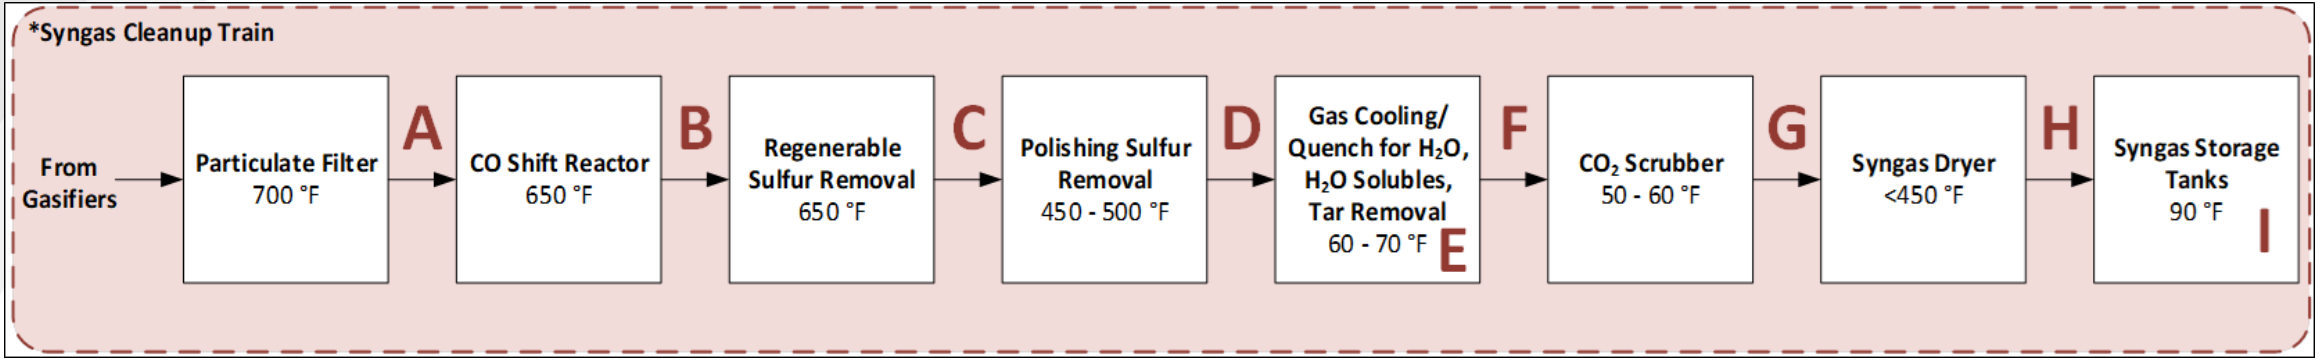 *Syngas Cleanup Train
From
Gasifiers
Particulate Filter
700 °F
A
CO Shift Reactor
650 °F
B
Regenerable
Sulfur Removal
650 °F
C
Polishing Sulfur
Removal
450 - 500 °F
D
Gas Cooling/
Quench for H₂O,
H₂O Solubles,
Tar Removal
60 - 70 °F
E
F
CO₂ Scrubber
50 - 60 °F
G
Syngas Dryer
<450 °F
H
Syngas Storage
Tanks
90 °F
I